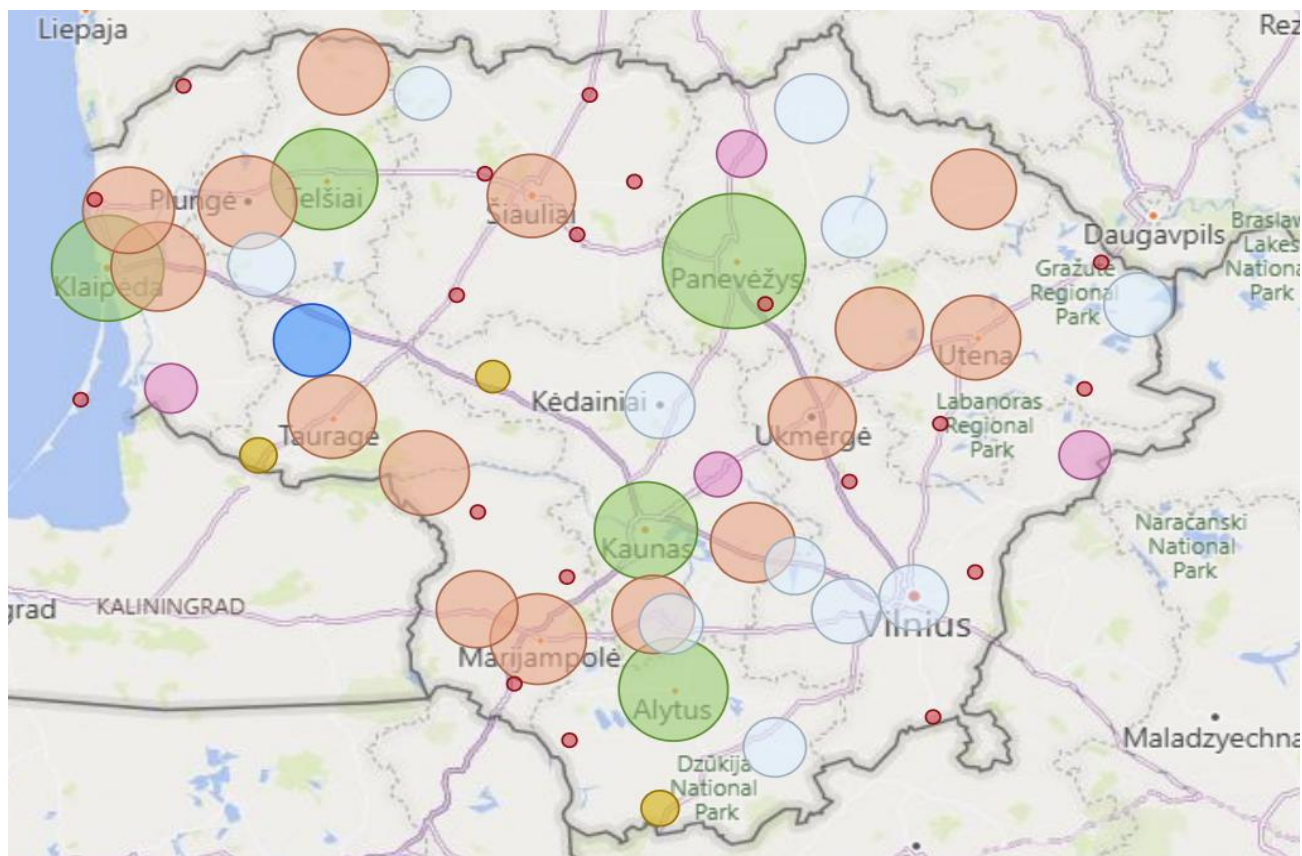 Liepaja
Rez
Plungė
Telšiai
Šiauliai
Daugavpils
Braslaw
Lakes
National
Park
Klaipėda
Panevėžys
Gražutė
Regional
Park
Utena
Kėdainiai
Labanoras
Regional
Park
Tauragė
Ukmergė
Naračanski
National
Park
Kaunas
grad
KALININGRAD
Vilnius
Marijampolė
Alytus
Maladzyechna
Dzūkija
National
Park